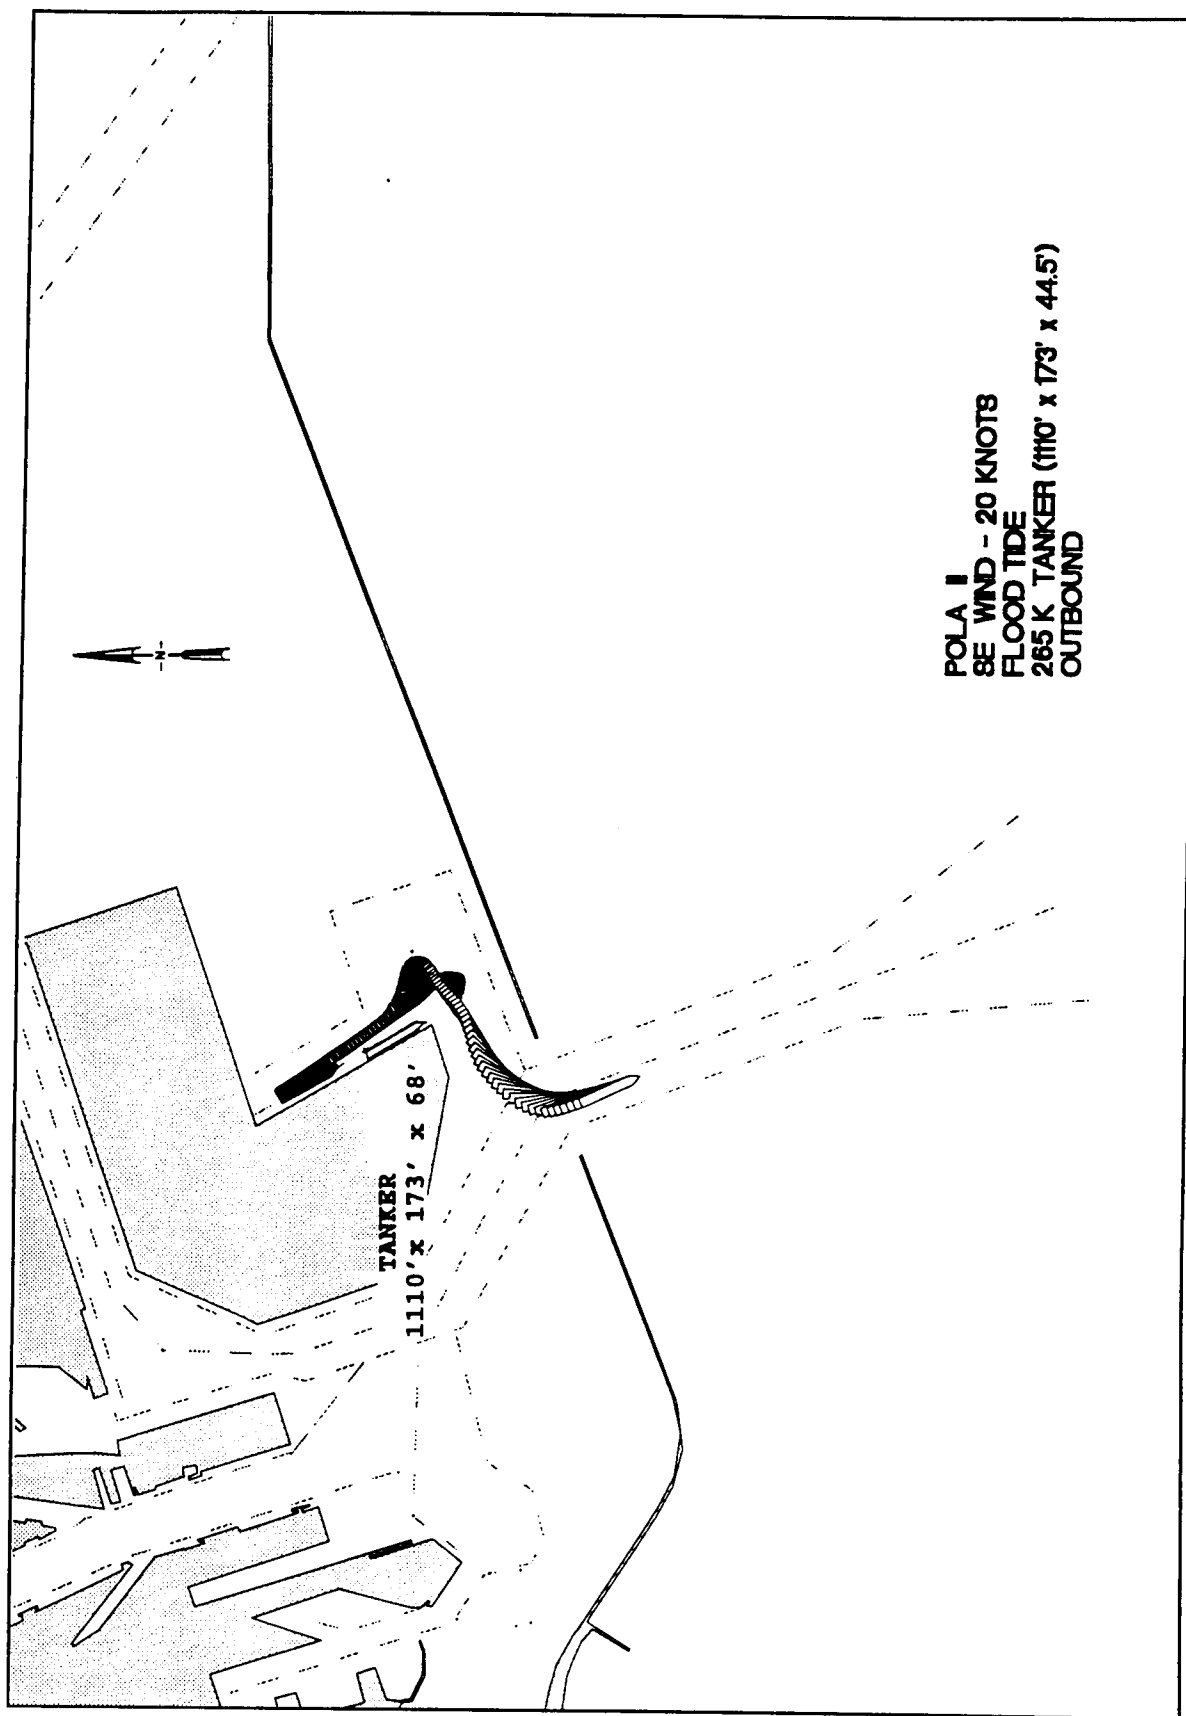 N
TANKER
1110' x 173' x 68'
POLA II
SE WIND - 20 KNOTS
FLOOD TIDE
265 K TANKER (1110' x 173' x 44.5')
OUTBOUND